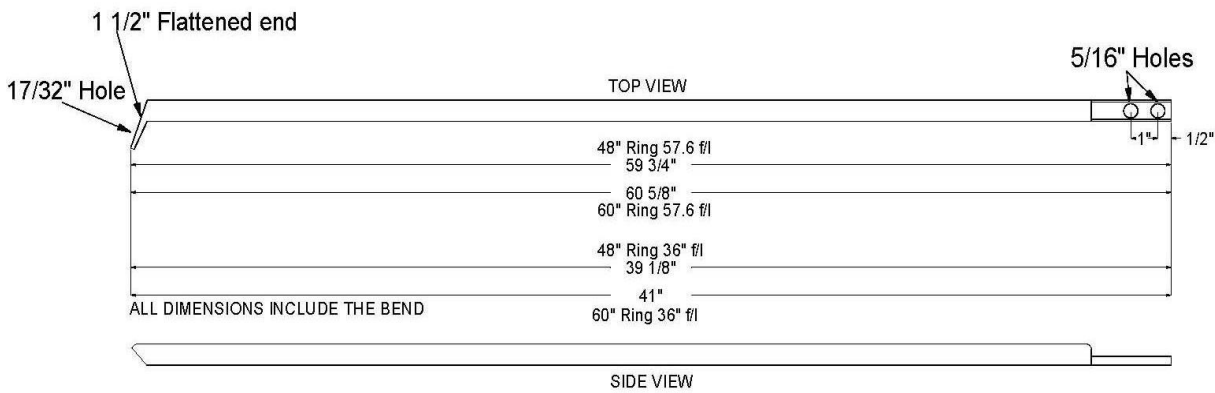 1 1/2" Flattened end
17/32" Hole
5/16" Holes
TOP VIEW
1"
1/2"
48" Ring 57.6 f/l
59 3/4"
60 5/8"
60" Ring 57.6 f/l
48" Ring 36" f/l
39 1/8"
41"
60" Ring 36" f/l
ALL DIMENSIONS INCLUDE THE BEND
SIDE VIEW